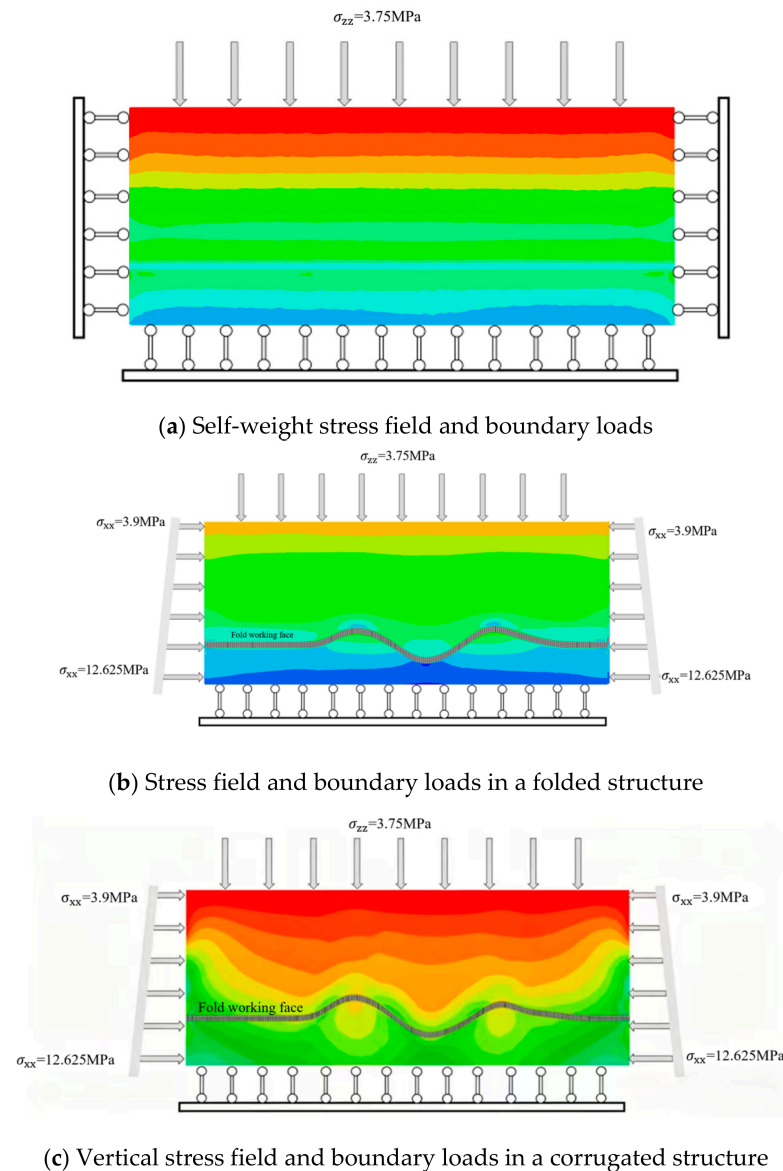 σzz=3.75MPa
(a) Self-weight stress field and boundary loads
σzz=3.75MPa
σxx=3.9MPa
σxx=3.9MPa
Fold working face
σxx=12.625MPa
σxx=12.625MPa
(b) Stress field and boundary loads in a folded structure
σzz=3.75MPa
σxx=3.9MPa
σxx=3.9MPa
Fold working face
σxx=12.625MPa
σxx=12.625MPa
(c) Vertical stress field and boundary loads in a corrugated structure